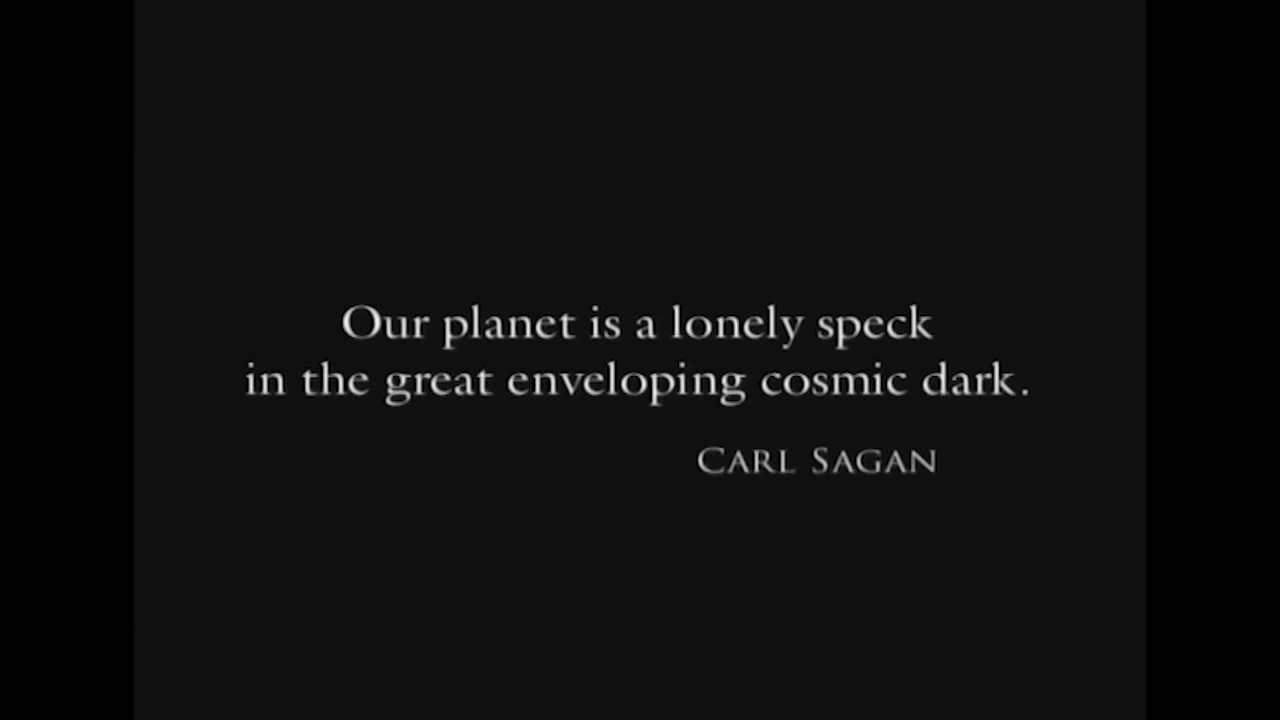 Our planet is a lonely speck
in the great enveloping cosmic dark.
CARL SAGAN